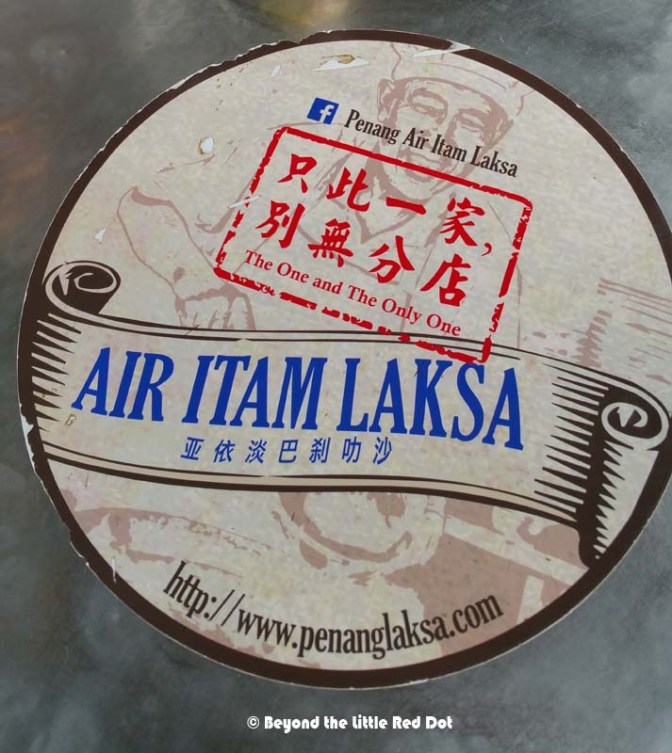 f Penang Air Itam Laksa
只此一家,
別無分店
The One and The Only One
AIR ITAM LAKSA
亚依淡巴刹叻沙
http://www.penanglaksa.com
© Beyond the Little Red Dot